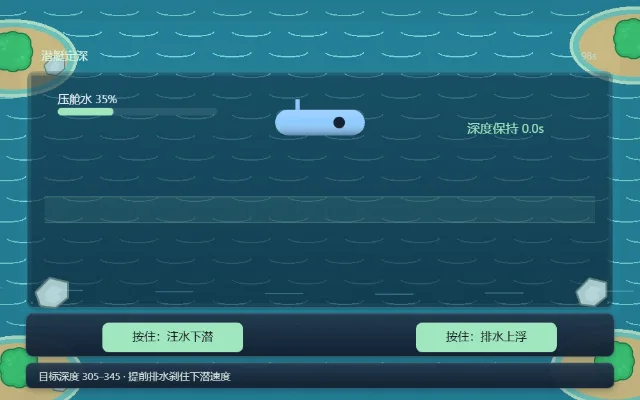 潜艇定深
98s
压舱水 35%
深度保持 0.0s
按住：注水下潜
按住：排水上浮
目标深度 305–345 · 提前排水刹住下潜速度